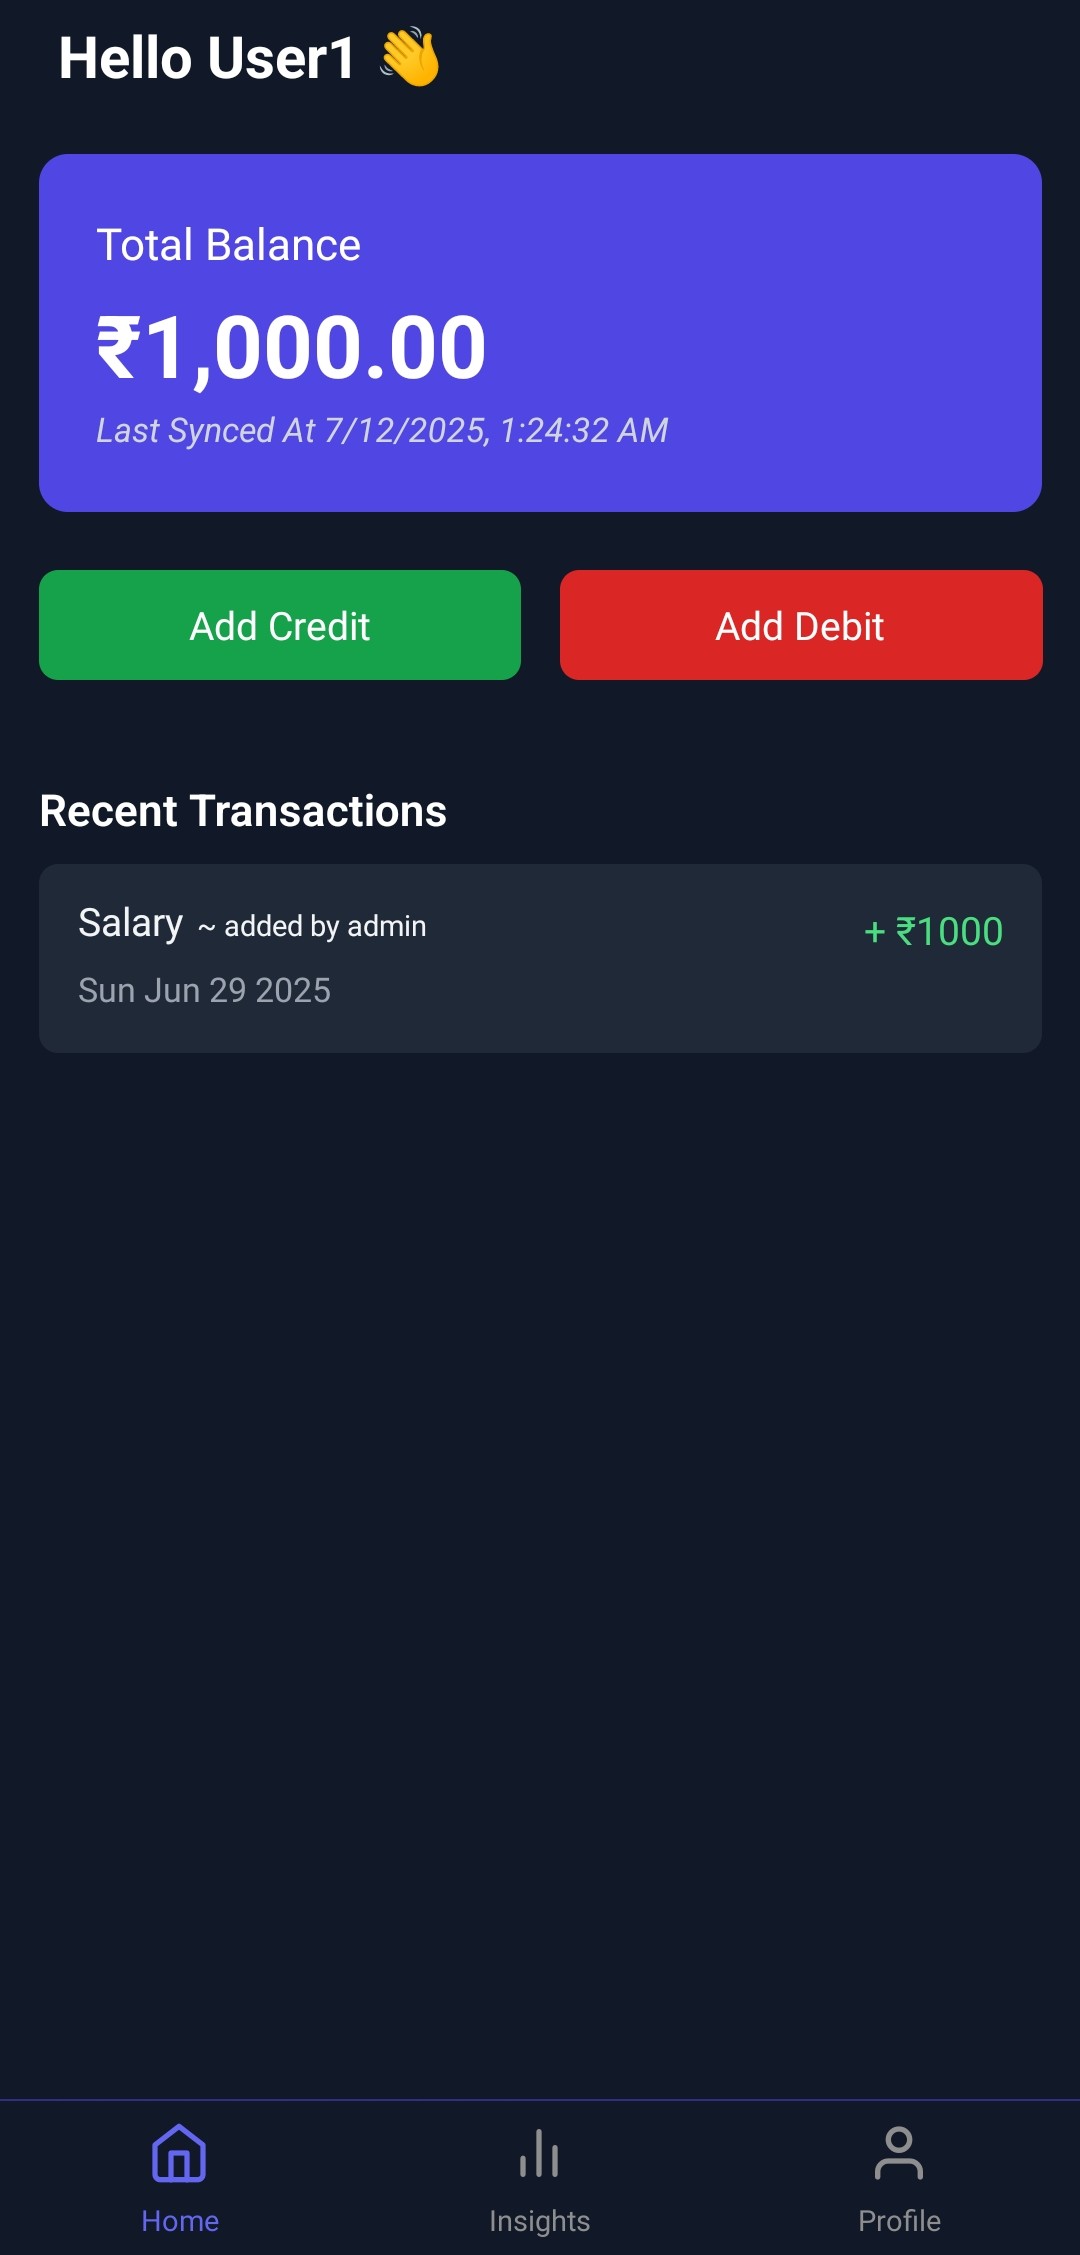 Hello User1 👋
Total Balance
₹1,000.00
Last Synced At 7/12/2025, 1:24:32 AM
Add Credit
Add Debit
Recent Transactions
Salary ~ added by admin
+ ₹1000
Sun Jun 29 2025
Home
Insights
Profile